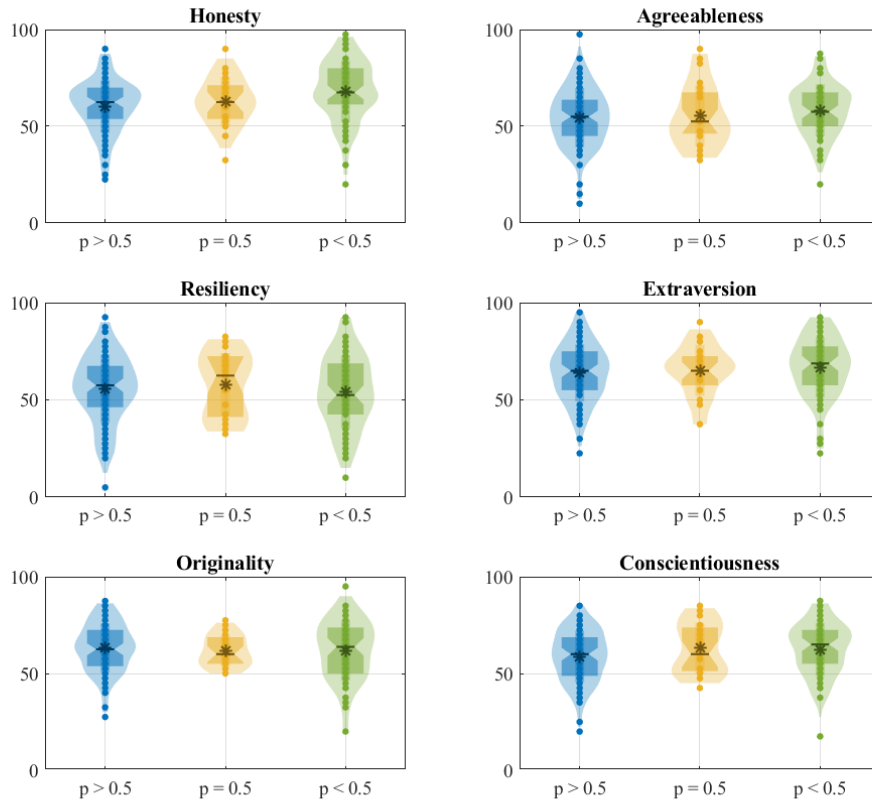 Honesty
100
50
0
p > 0.5 p = 0.5 p < 0.5
Agreeableness
100
50
0
p > 0.5 p = 0.5 p < 0.5
Resiliency
100
50
0
p > 0.5 p = 0.5 p < 0.5
Extraversion
100
50
0
p > 0.5 p = 0.5 p < 0.5
Originality
100
50
0
p > 0.5 p = 0.5 p < 0.5
Conscientiousness
100
50
0
p > 0.5 p = 0.5 p < 0.5